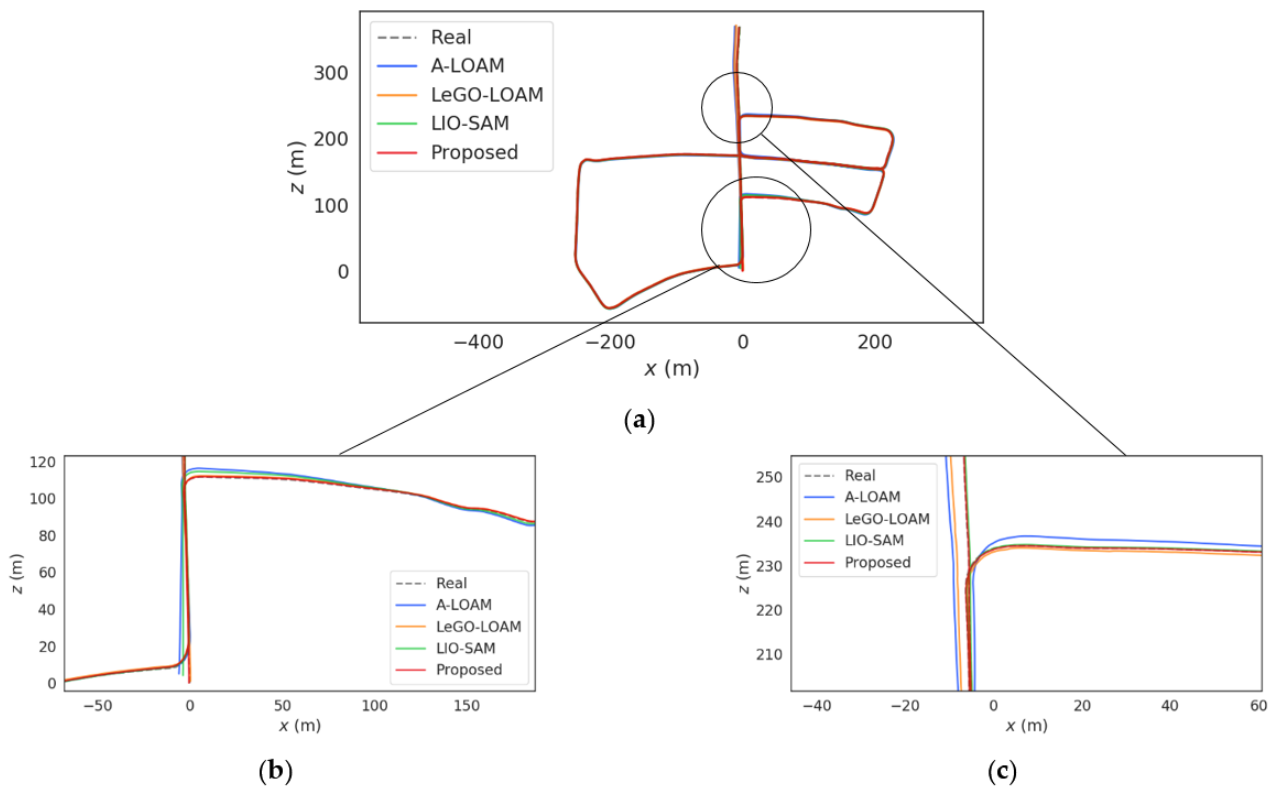 Real
A-LOAM
LeGO-LOAM
LIO-SAM
Proposed
300
200
100
0
z (m)
−400
−200
0
200
x (m)
(a)
120
100
80
60
40
20
0
z (m)
Real
A-LOAM
LeGO-LOAM
LIO-SAM
Proposed
−50
0
50
100
150
x (m)
(b)
250
240
230
220
210
z (m)
Real
A-LOAM
LeGO-LOAM
LIO-SAM
Proposed
−40
−20
0
20
40
60
x (m)
(c)